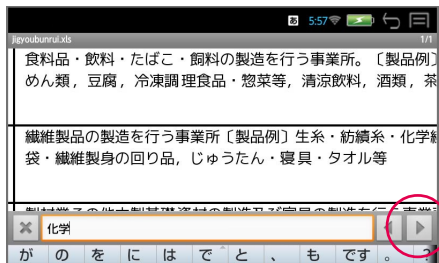 あ 5:57
jigyoubunrui.xls 1/1
食料品・飲料・たばこ・飼料の製造を行う事業所。〔製品例〕
めん類，豆腐，冷凍調理食品・惣菜等，清涼飲料，酒類，茶
繊維製品の製造を行う事業所〔製品例〕生糸・紡績糸・化学繊
袋・繊維製身の回り品，じゅうたん・寝具・タオル等
化学
が の を に は で と 、 も です 。 ?